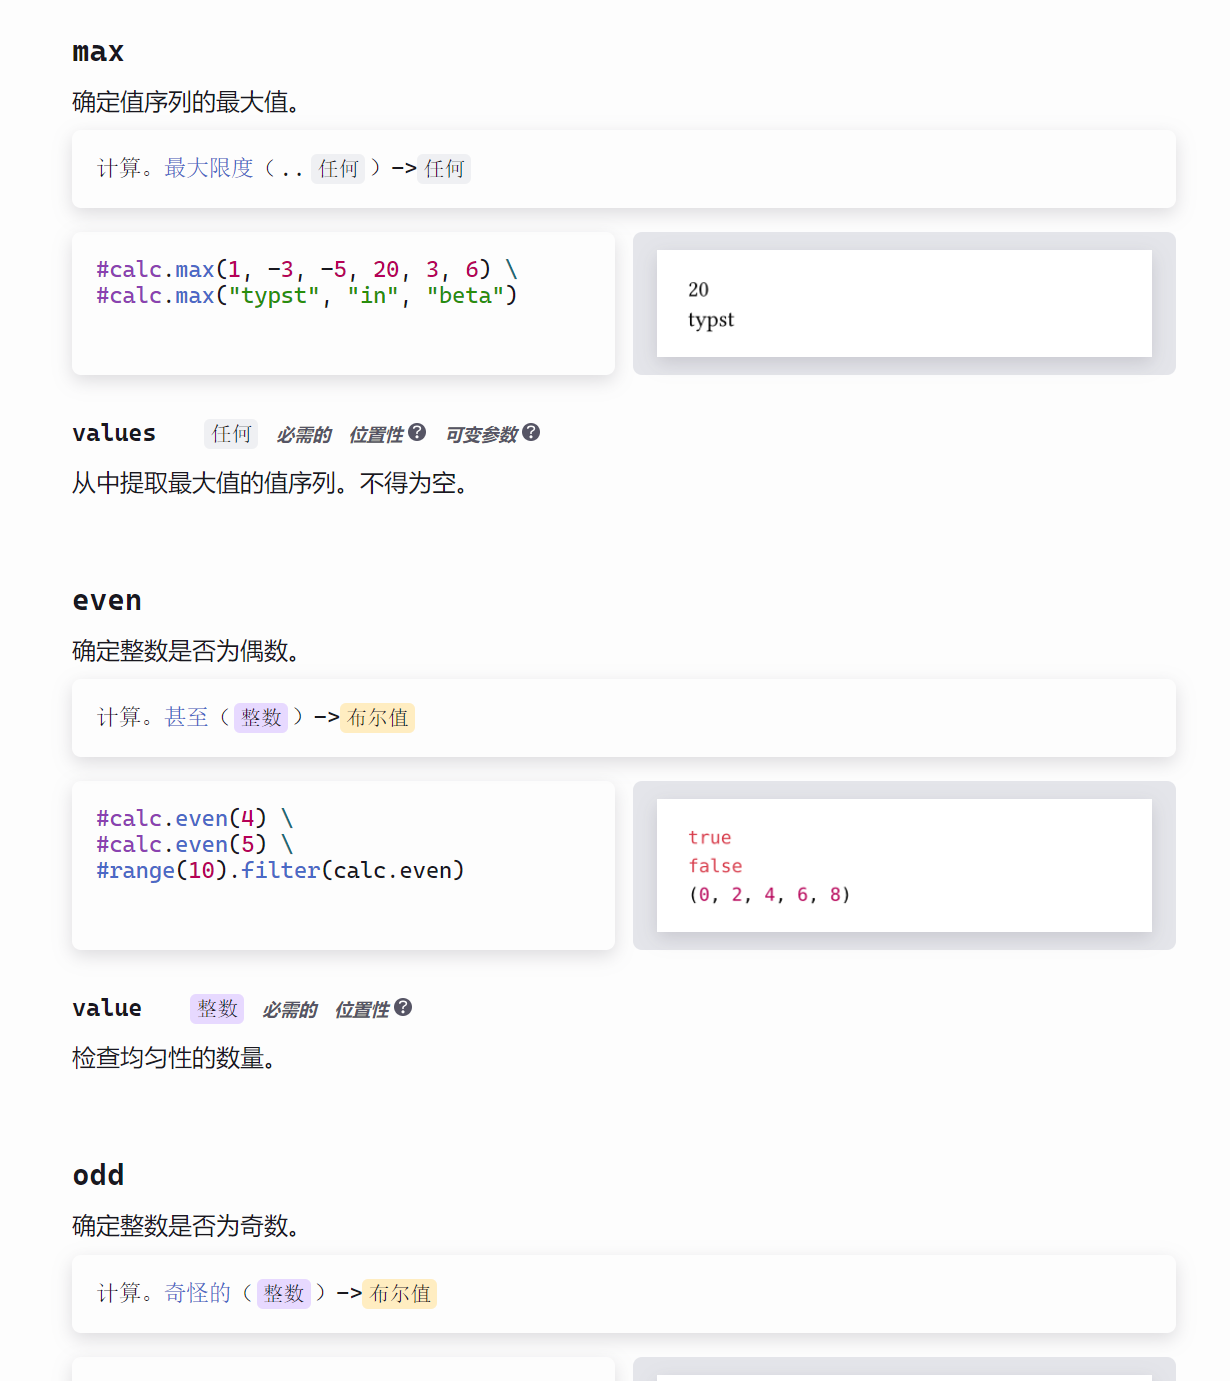 max
确定值序列的最大值。
计算。最大限度（..任何）->任何
#calc.max(1, -3, -5, 20, 3, 6) \
#calc.max("typst", "in", "beta")
20
typst
values 任何 必需的 位置性? 可变参数?
从中提取最大值的值序列。不得为空。
even
确定整数是否为偶数。
计算。甚至（整数）->布尔值
#calc.even(4) \
#calc.even(5) \
#range(10).filter(calc.even)
true
false
(0, 2, 4, 6, 8)
value 整数 必需的 位置性?
检查均匀性的数量。
odd
确定整数是否为奇数。
计算。奇怪的（整数）->布尔值